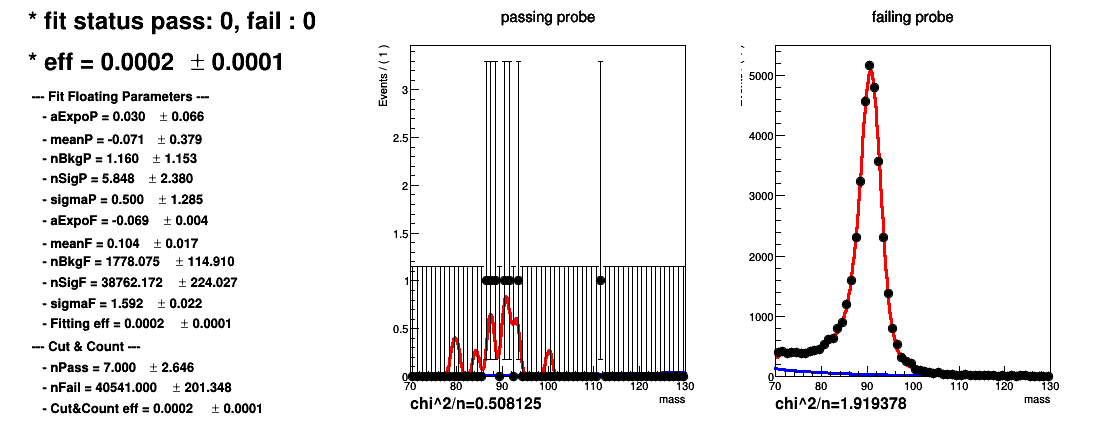 * fit status pass: 0, fail : 0
* eff = 0.0002 ± 0.0001
--- Fit Floating Parameters ---
- aExpoP = 0.030 ± 0.066
- meanP = -0.071 ± 0.379
- nBkgP = 1.160 ± 1.153
- nSigP = 5.848 ± 2.380
- sigmaP = 0.500 ± 1.285
- aExpoF = -0.069 ± 0.004
- meanF = 0.104 ± 0.017
- nBkgF = 1778.075 ± 114.910
- nSigF = 38762.172 ± 224.027
- sigmaF = 1.592 ± 0.022
- Fitting eff = 0.0002 ± 0.0001
--- Cut & Count ---
- nPass = 7.000 ± 2.646
- nFail = 40541.000 ± 201.348
- Cut&Count eff = 0.0002 ± 0.0001
passing probe
Events / ( 1 )
3
2.5
2
1.5
1
0.5
0
70 80 90 100 110 120 130
mass
chi^2/n=0.508125
failing probe
5000
4000
3000
2000
1000
0
70 80 90 100 110 120 130
mass
chi^2/n=1.919378